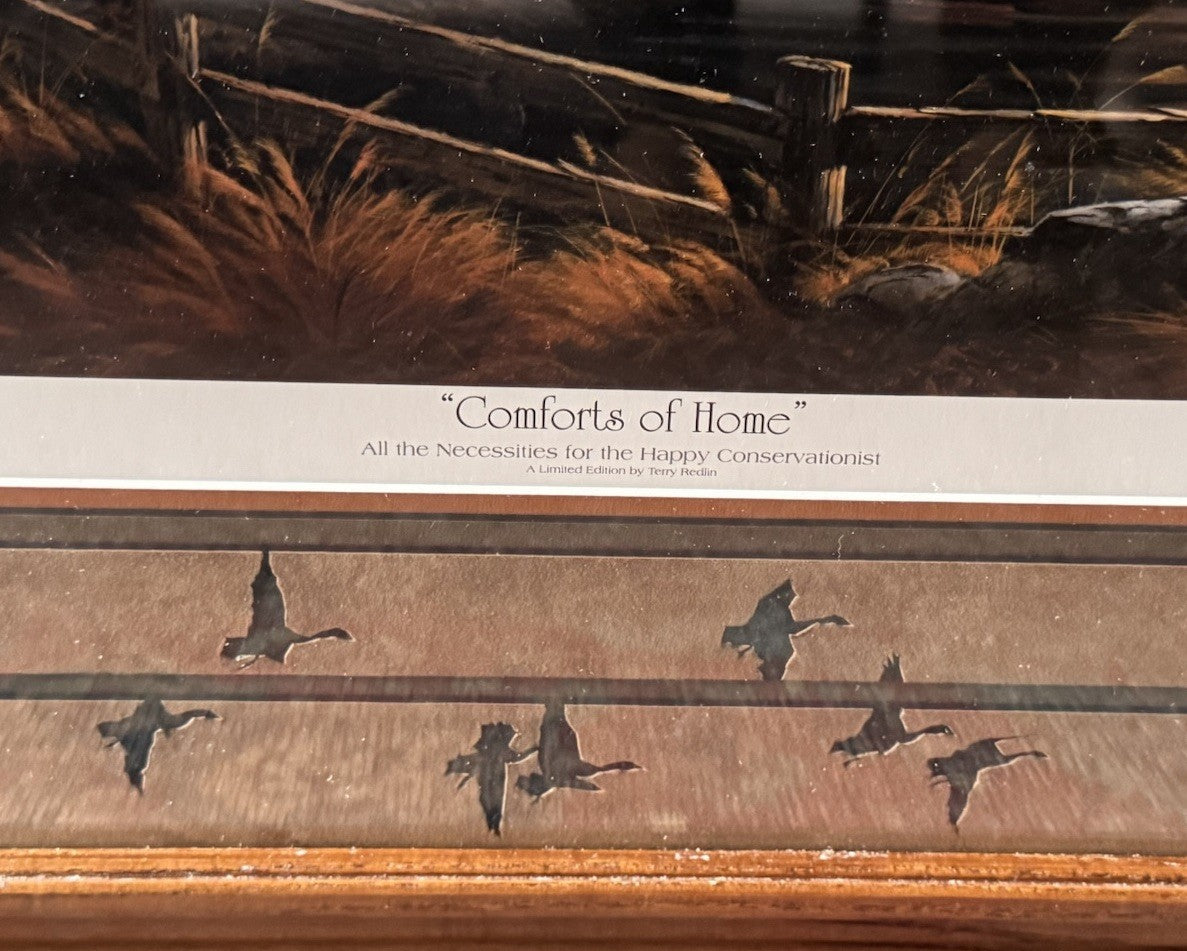 “Comforts of Home”
All the Necessities for the Happy Conservationist
A Limited Edition by Terry Redlin